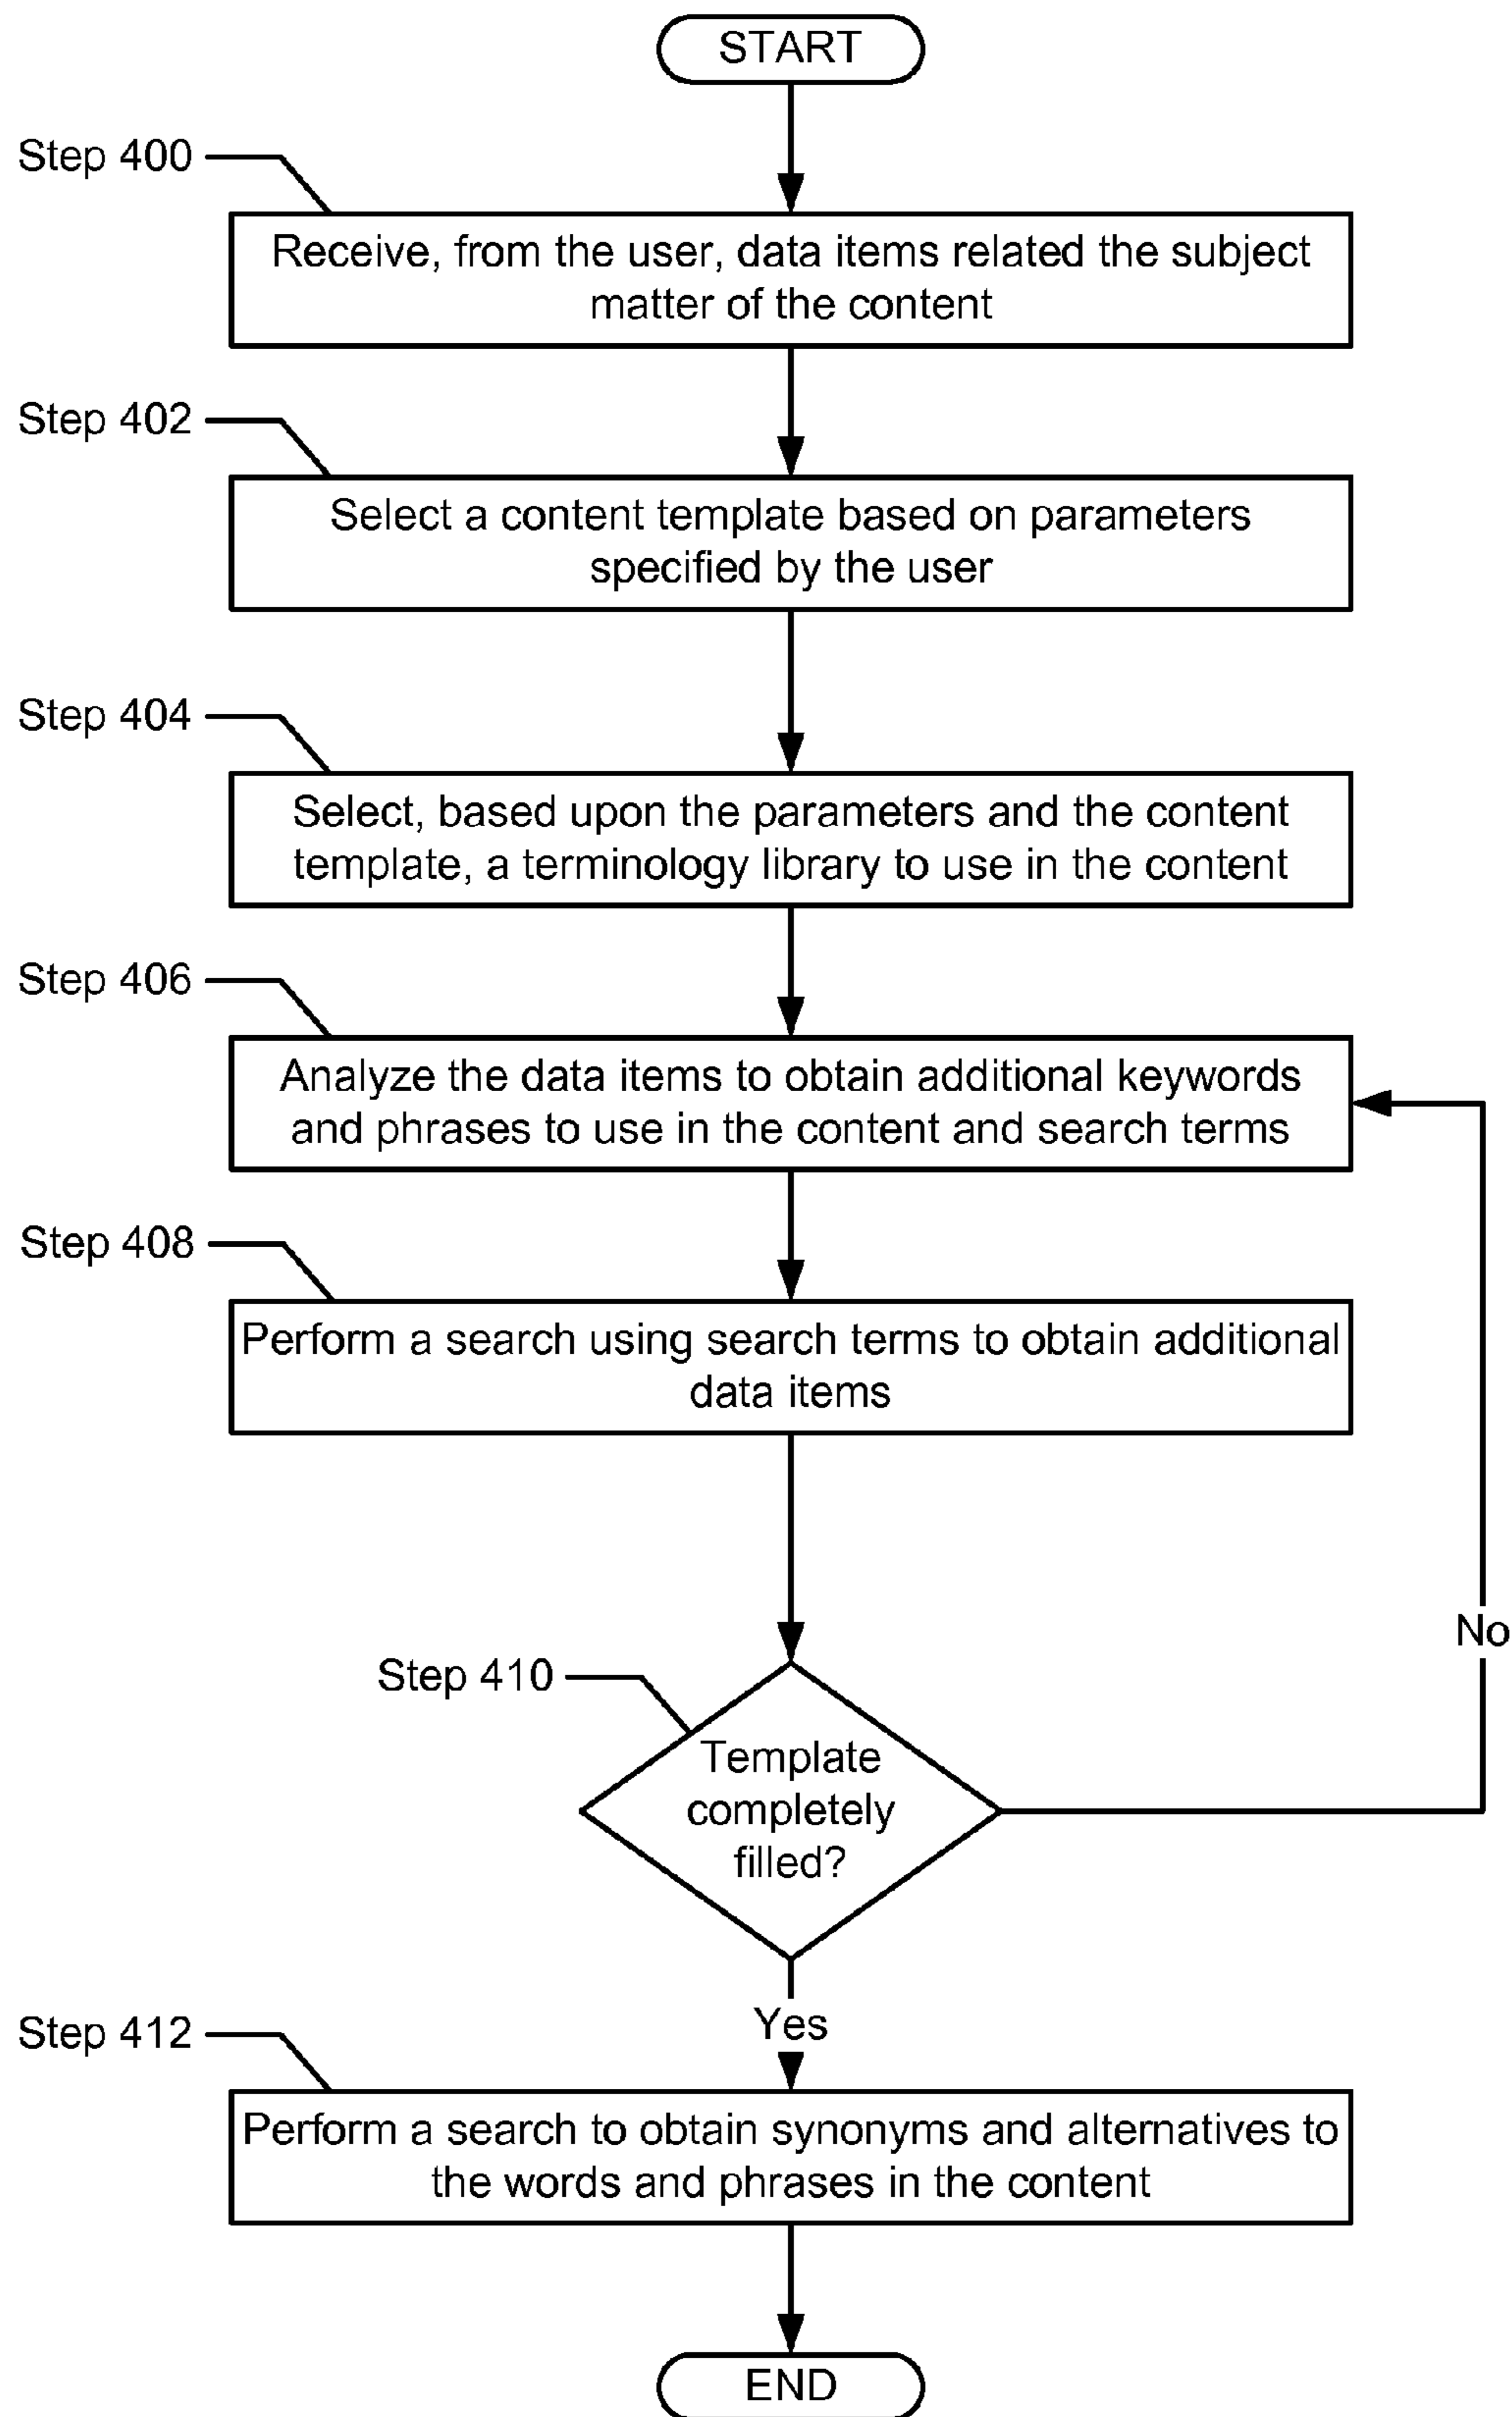 START
Step 400
Receive, from the user, data items related the subject
matter of the content
Step 402
Select a content template based on parameters
specified by the user
Step 404
Select, based upon the parameters and the content
template, a terminology library to use in the content
Step 406
Analyze the data items to obtain additional keywords
and phrases to use in the content and search terms
Step 408
Perform a search using search terms to obtain additional
data items
No
Step 410
Template
completely
filled?
Yes
Step 412
Perform a search to obtain synonyms and alternatives to
the words and phrases in the content
END